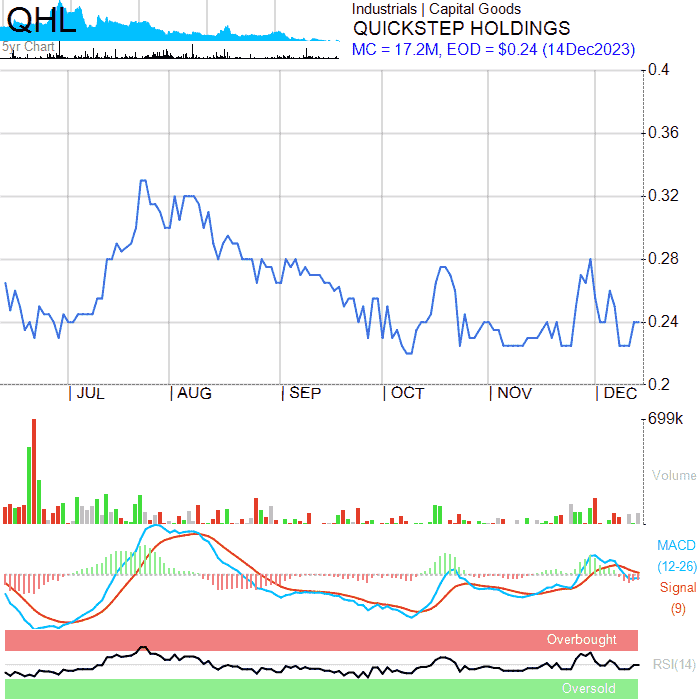 QHL
5yr Chart
Industrials | Capital Goods
QUICKSTEP HOLDINGS
MC = 17.2M, EOD = $0.24 (14Dec2023)
0.4
0.36
0.32
0.28
0.24
0.2
| JUL | AUG | SEP | OCT | NOV | DEC
699k
Volume
MACD
(12-26)
Signal
(9)
Overbought
RSI(14)
Oversold